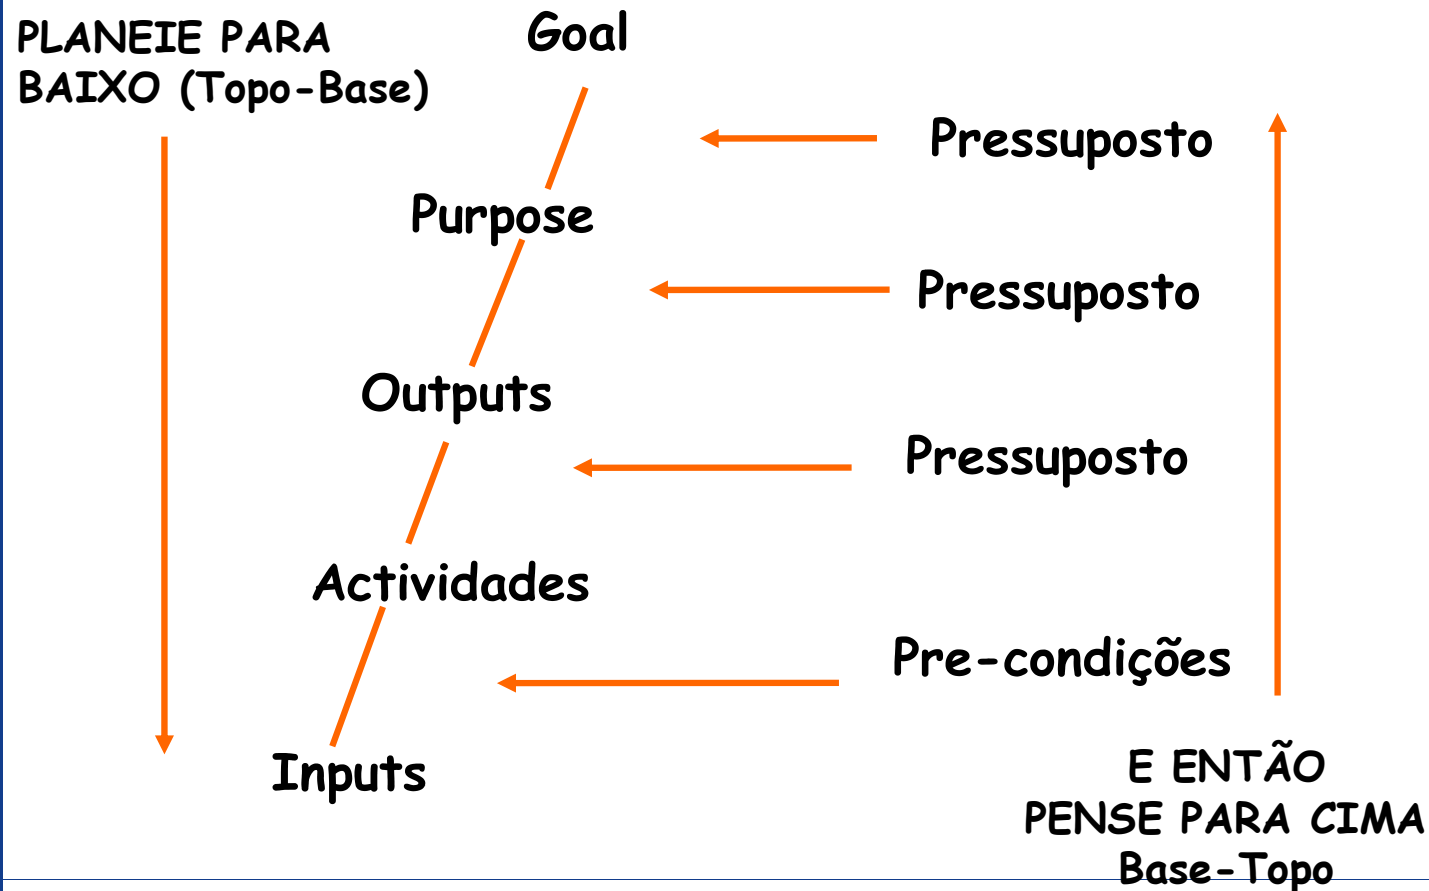 PLANEIE PARA
BAIXO (Topo-Base)
Goal
Pressuposto
Purpose
Pressuposto
Outputs
Pressuposto
Actividades
Pre-condições
Inputs
E ENTÃO
PENSE PARA CIMA
Base-Topo